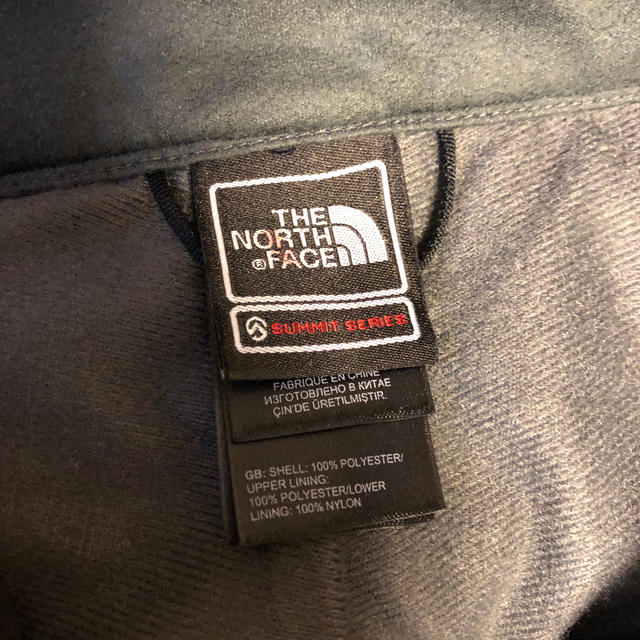 THE
NORTH
®FACE
SUMMIT SERIES
FABRIQUE EN CHINE
ИЗГОТОВЛЕНО В КИТАЕ
ÇİN'DE ÜRETİLMİŞTİR.
GB: SHELL: 100% POLYESTER/
UPPER LINING:
100% POLYESTER/LOWER
LINING: 100% NYLON